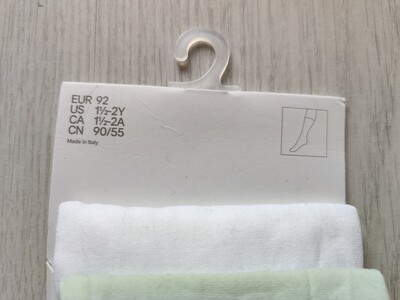 EUR 92
US 1½-2Y
CA 1½-2A
CN 90/55
Made in Italy